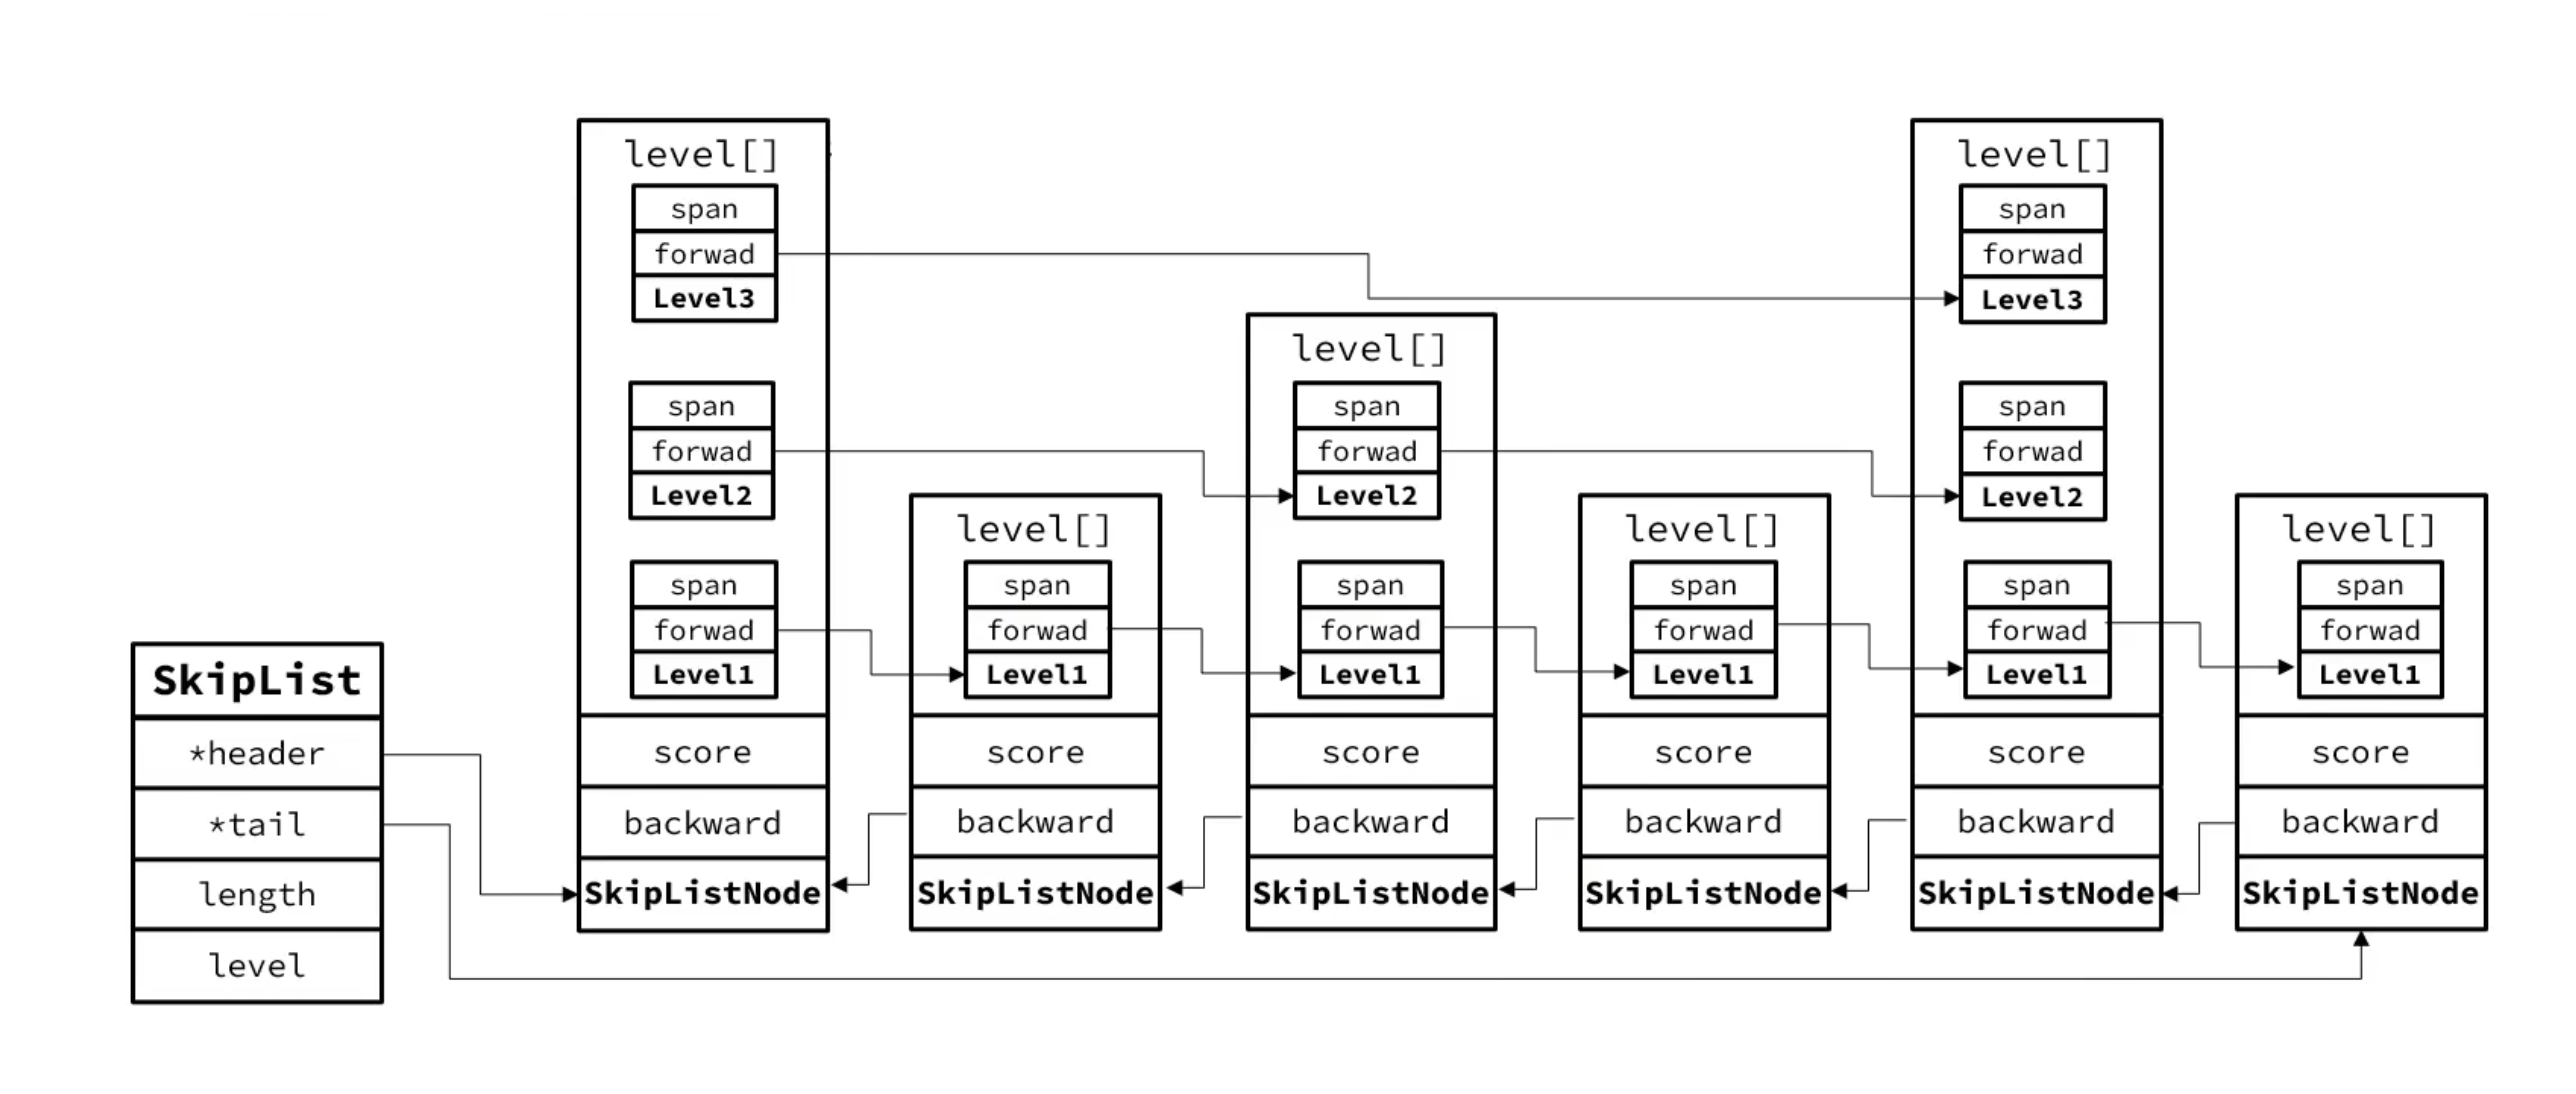 SkipList
*header
*tail
length
level
level[]
span
forwad
Level3
span
forwad
Level2
span
forwad
Level1
score
backward
SkipListNode
level[]
span
forwad
Level1
score
backward
SkipListNode
level[]
span
forwad
Level2
span
forwad
Level1
score
backward
SkipListNode
level[]
span
forwad
Level1
score
backward
SkipListNode
level[]
span
forwad
Level3
span
forwad
Level2
span
forwad
Level1
score
backward
SkipListNode
level[]
span
forwad
Level1
score
backward
SkipListNode